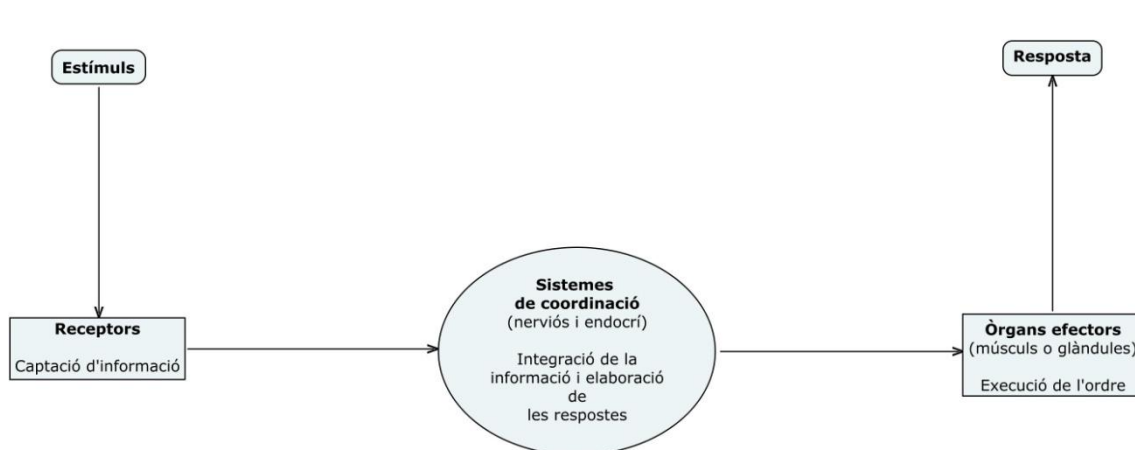 Estímuls
Resposta
Receptors
Captació d'informació
Sistemes
de coordinació
(nerviós i endocrí)
Integració de la
informació i elaboració
de
les respostes
Òrgans efectors
(músculs o glàndules)
Execució de l'ordre